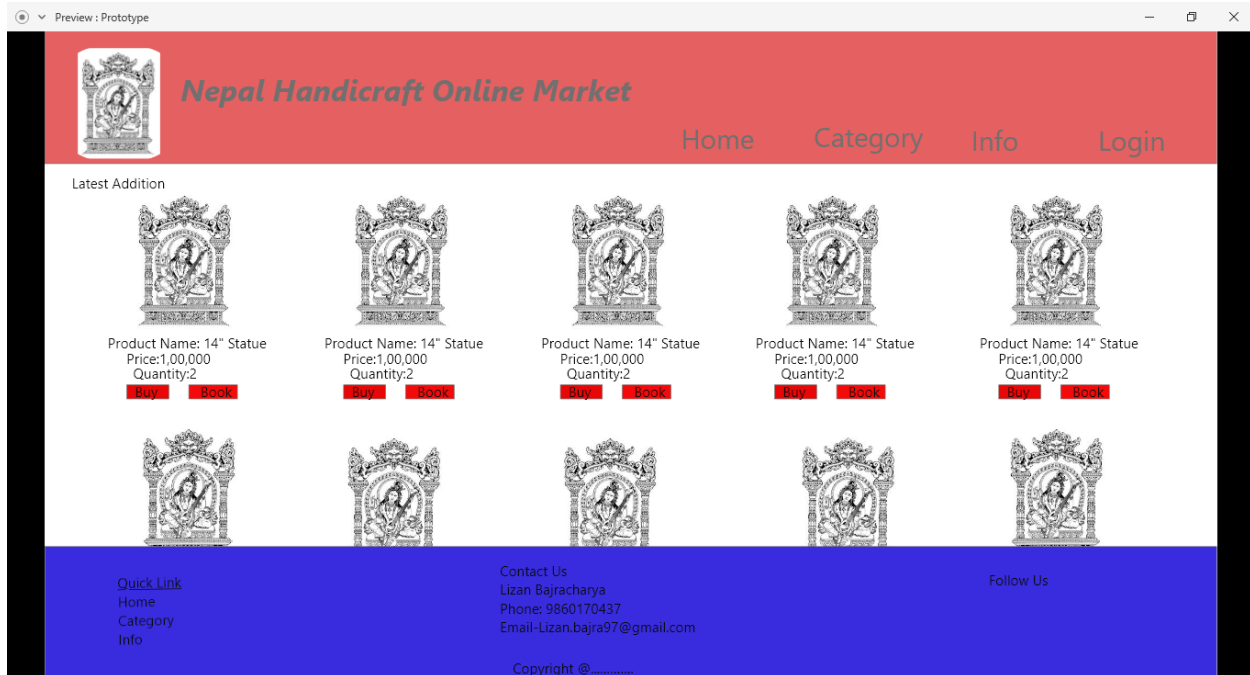 Preview : Prototype
Nepal Handicraft Online Market
Home Category Info Login
Latest Addition
Product Name: 14" Statue
Price:1,00,000
Quantity:2
Buy Book
Product Name: 14" Statue
Price:1,00,000
Quantity:2
Buy Book
Product Name: 14" Statue
Price:1,00,000
Quantity:2
Buy Book
Product Name: 14" Statue
Price:1,00,000
Quantity:2
Buy Book
Product Name: 14" Statue
Price:1,00,000
Quantity:2
Buy Book
Quick Link
Home
Category
Info
Contact Us
Lizan Bajracharya
Phone: 9860170437
Email-Lizan.bajra97@gmail.com
Copyright @.............
Follow Us